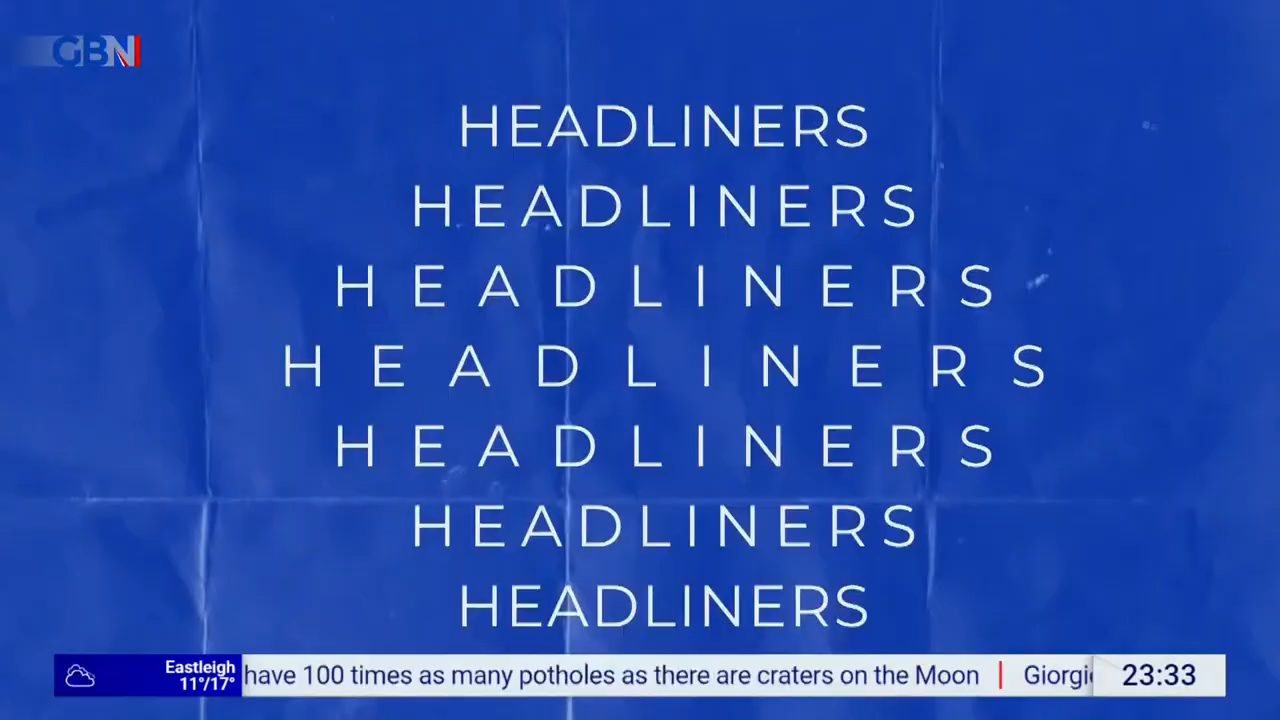 GBN
HEADLINERS
HEADLINERS
HEADLINERS
HEADLINERS
HEADLINERS
HEADLINERS
HEADLINERS
Eastleigh
11°/17°
have 100 times as many potholes as there are craters on the Moon | Giorgi
23:33